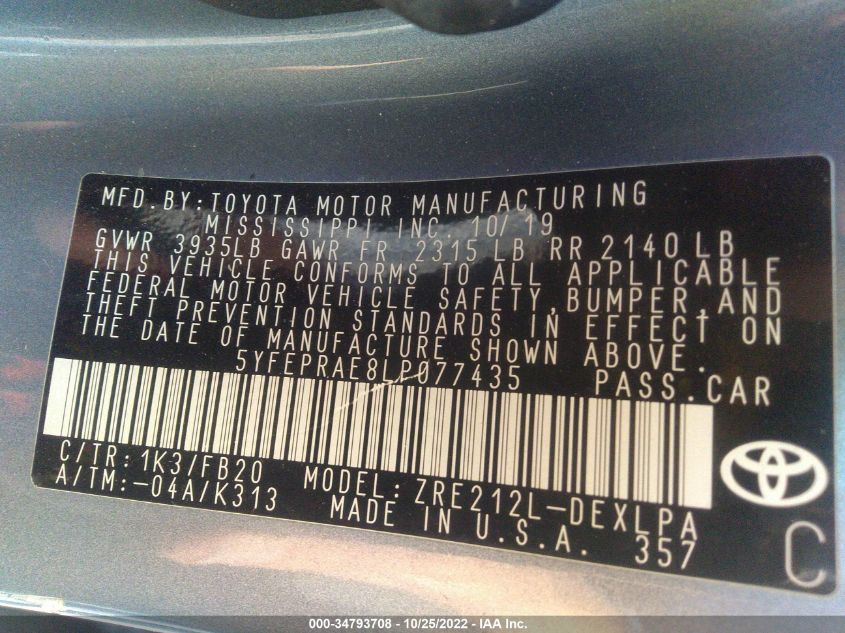 MFD.BY:TOYOTA MOTOR MANUFACTURING
MISSISSIPPI INC. 10/19
GVWR 3935LB GAWR FR 2315 LB RR 2140LB
THIS VEHICLE CONFORMS TO ALL APPLICABLE
FEDERAL MOTOR VEHICLE SAFETY,BUMPER,AND
THEFT PREVENTION STANDARDS IN EFFECT ON
THE DATE OF MANUFACTURE SHOWN ABOVE.
5YFEPRAE8LP077435 PASS.CAR
C/TR:1K3/FB20 MODEL:ZRE212L-DEXLPA
A/TM:-04A/K313 MADE IN U.S.A. 357
C
000-34793708 - 10/25/2022 - IAA Inc.